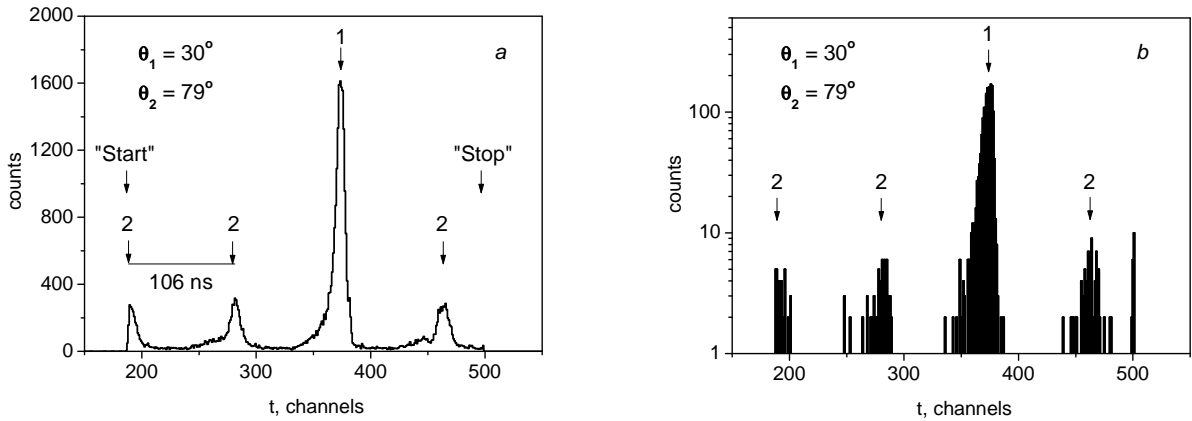 a
θ1 = 30°
θ2 = 79°
1
"Start"
"Stop"
2
2
2
106 ns
counts
2000
1600
1200
800
400
0
200
300
400
500
t, channels
b
θ1 = 30°
θ2 = 79°
1
2
2
2
counts
100
10
1
200
300
400
500
t, channels